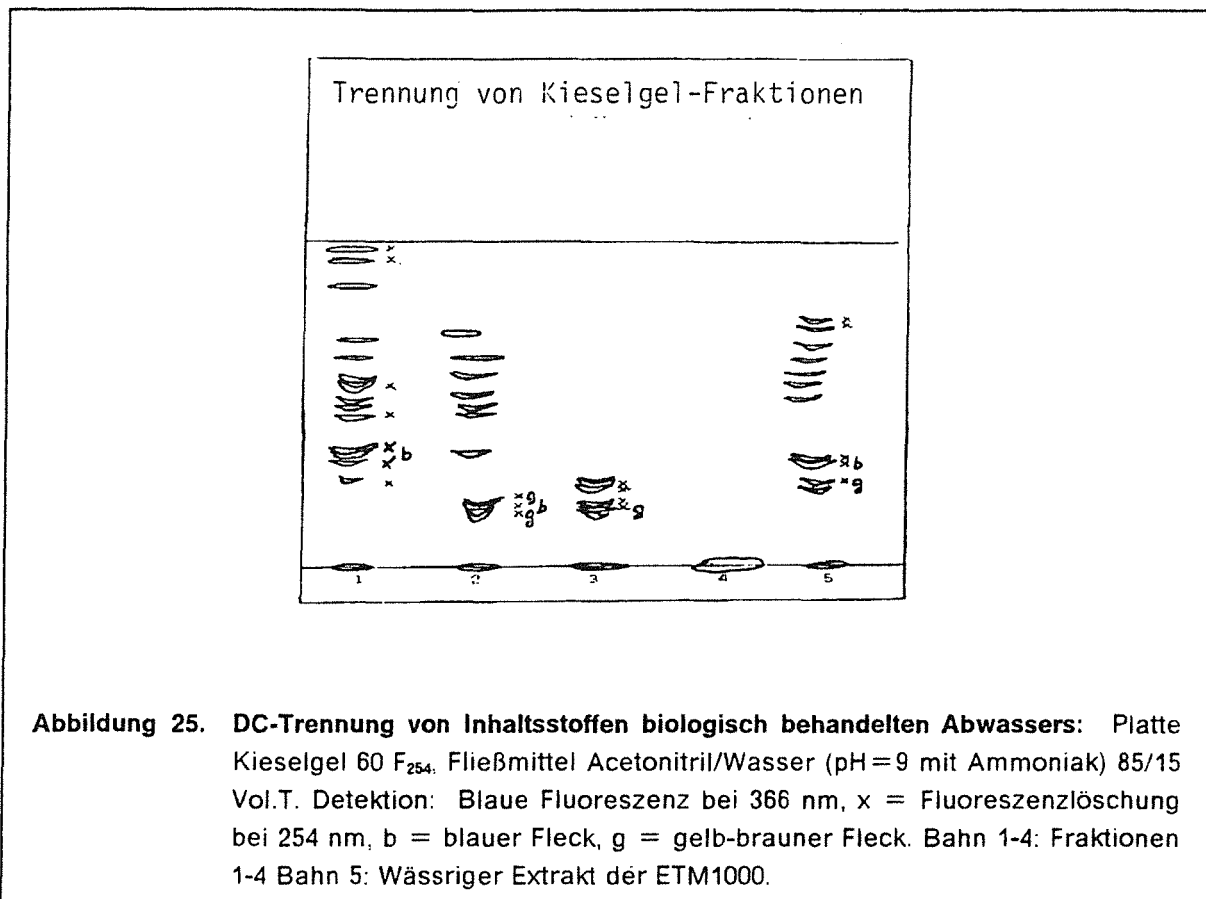 Trennung von Kieselgel-Fraktionen
x
x.
x
x
x
x b
x
x
x g
x b
x g
x
x
x g
x
x b
x g
1 2 3 4 5
Abbildung 25. DC-Trennung von Inhaltsstoffen biologisch behandelten Abwassers: Platte
Kieselgel 60 F254, Fließmittel Acetonitril/Wasser (pH=9 mit Ammoniak) 85/15
Vol.T. Detektion: Blaue Fluoreszenz bei 366 nm, x = Fluoreszenzlöschung
bei 254 nm, b = blauer Fleck, g = gelb-brauner Fleck. Bahn 1-4: Fraktionen
1-4 Bahn 5: Wässriger Extrakt der ETM1000.